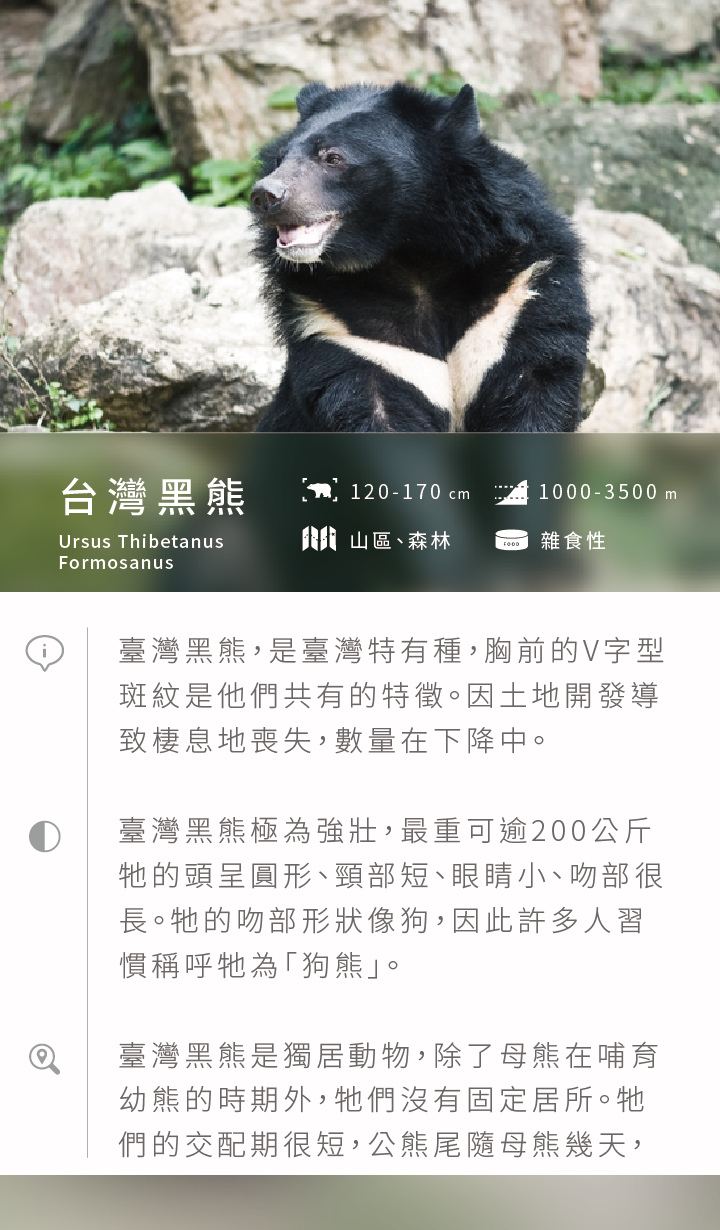 台灣黑熊
Ursus Thibetanus
Formosanus
120-170 cm
1000-3500 m
山區、森林
FOOD
雜食性
i
臺灣黑熊，是臺灣特有種，胸前的V字型
斑紋是他們共有的特徵。因土地開發導
致棲息地喪失，數量在下降中。
臺灣黑熊極為強壯，最重可逾200公斤
牠的頭呈圓形、頸部短、眼睛小、吻部很
長。牠的吻部形狀像狗，因此許多人習
慣稱呼牠為「狗熊」。
臺灣黑熊是獨居動物，除了母熊在哺育
幼熊的時期外，牠們沒有固定居所。牠
們的交配期很短，公熊尾隨母熊幾天，